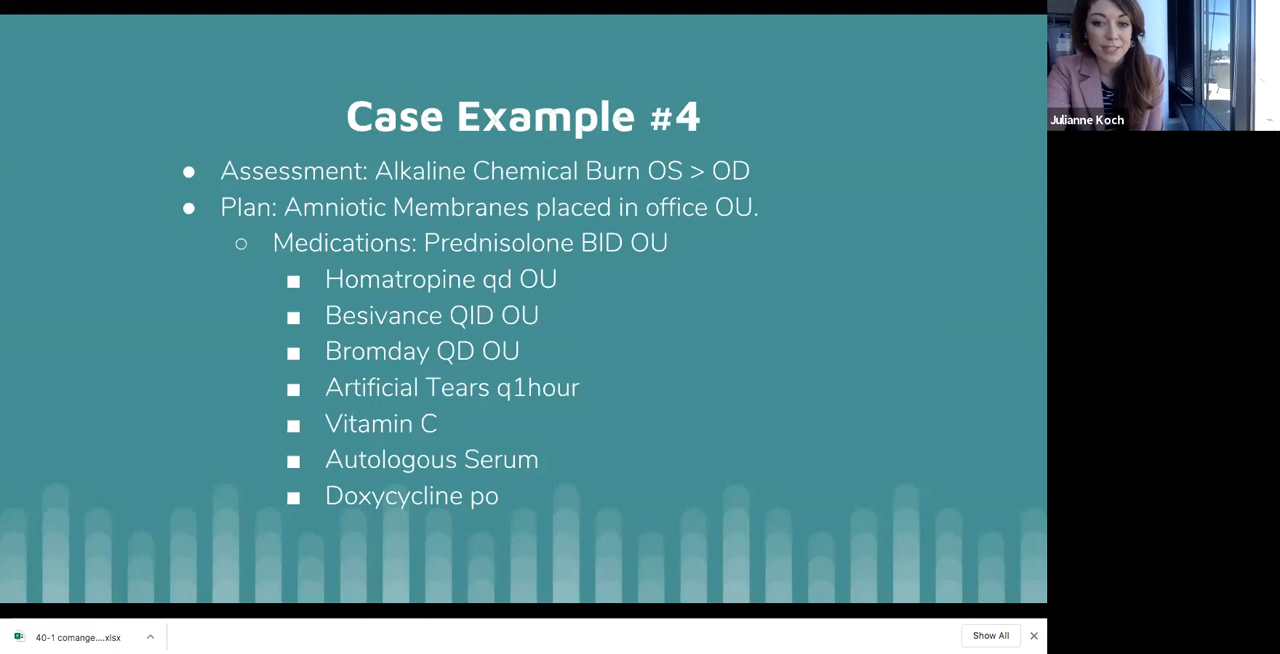 Case Example #4
● Assessment: Alkaline Chemical Burn OS > OD
● Plan: Amniotic Membranes placed in office OU.
○ Medications: Prednisolone BID OU
■ Homatropine qd OU
■ Besivance QID OU
■ Bromday QD OU
■ Artificial Tears q1hour
■ Vitamin C
■ Autologous Serum
■ Doxycycline po
Julianne Koch
40-1 comange....xlsx
Show All